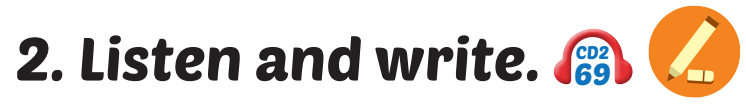 2. Listen and write.
CD2
69